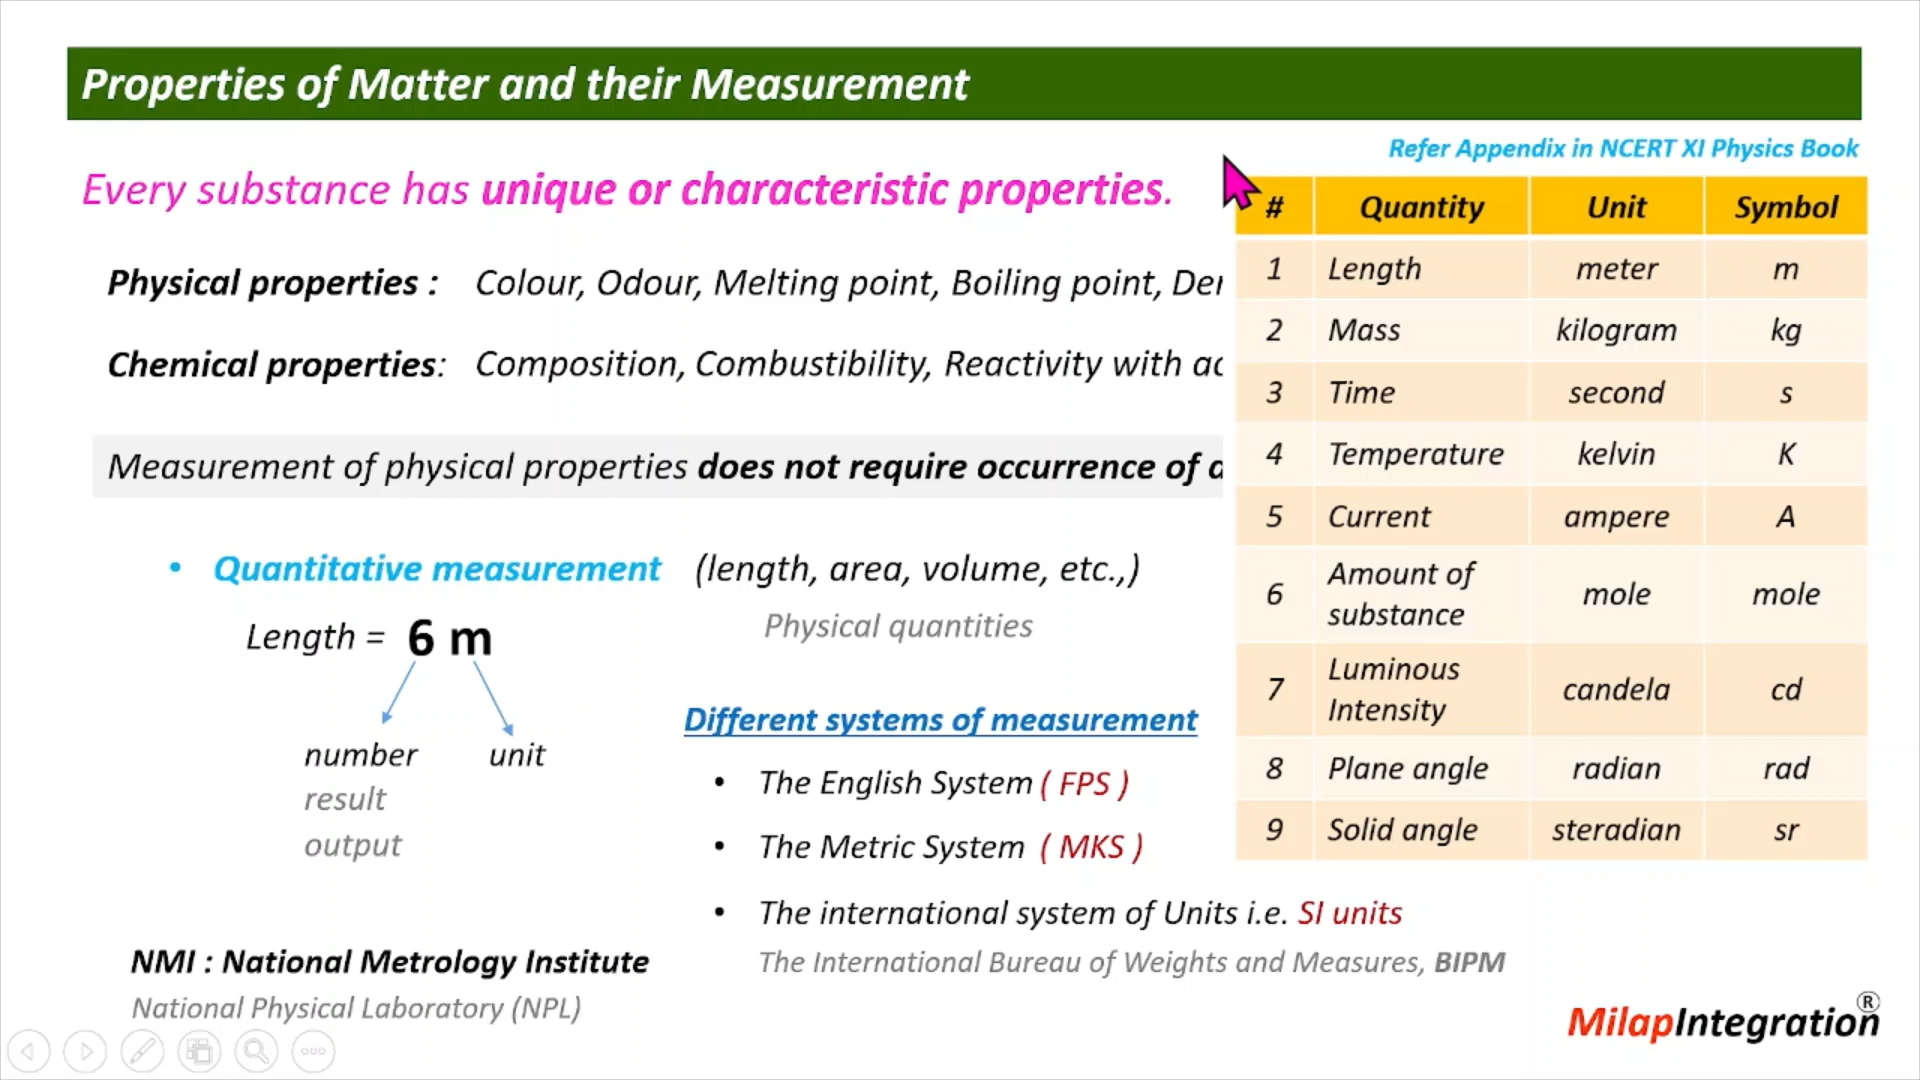 Properties of Matter and their Measurement
Refer Appendix in NCERT XI Physics Book
Every substance has unique or characteristic properties.
Physical properties : Colour, Odour, Melting point, Boiling point,
Chemical properties: Composition, Combustibility, Reactivity with
Measurement of physical properties does not require occurrence of
• Quantitative measurement (length, area, volume, etc.,)
Length = 6 m
Physical quantities
number unit
result
output
Different systems of measurement
• The English System ( FPS )
• The Metric System ( MKS )
• The international system of Units i.e. SI units
The International Bureau of Weights and Measures, BIPM
NMI : National Metrology Institute
National Physical Laboratory (NPL)
# Quantity Unit Symbol
1 Length meter m
2 Mass kilogram kg
3 Time second s
4 Temperature kelvin K
5 Current ampere A
6 Amount of substance mole mole
7 Luminous Intensity candela cd
8 Plane angle radian rad
9 Solid angle steradian sr
MilapIntegration®